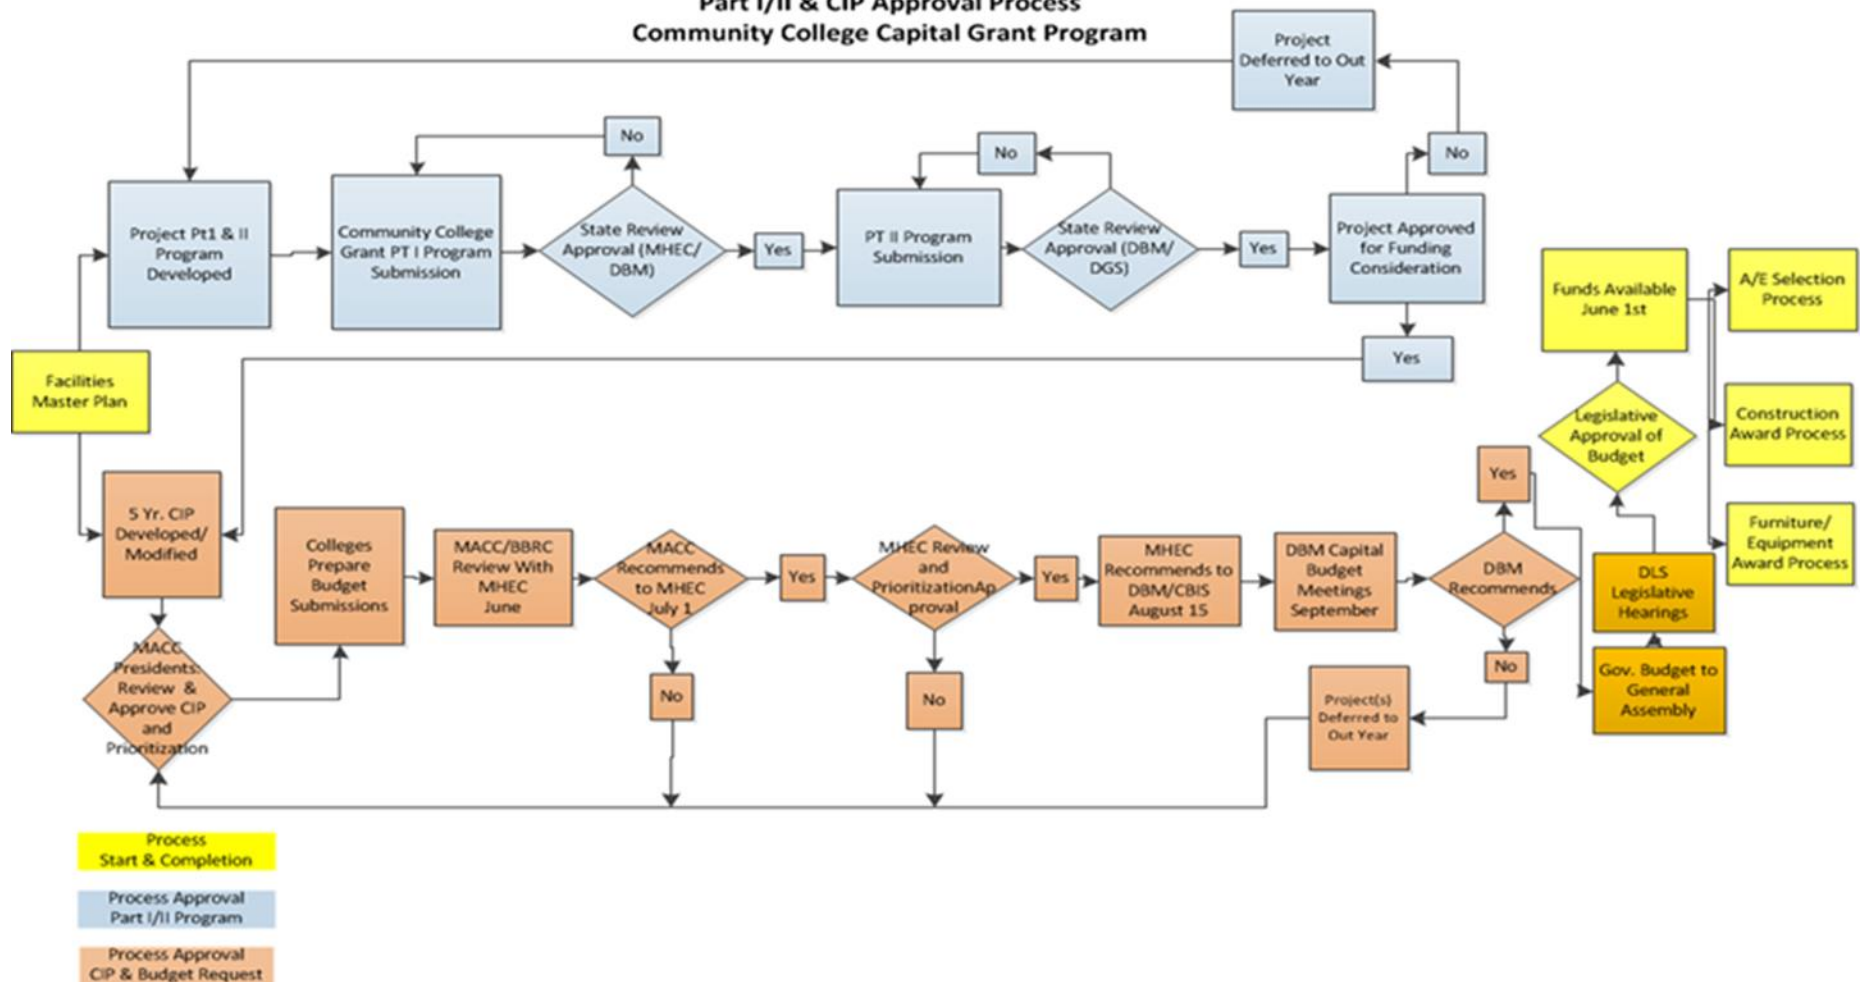 Part I/II & CIP Approval Process
Community College Capital Grant Program
Project
Deferred to Out
Year
No
No
No
Project Pt1 & II
Program
Developed
Community College
Grant PT I Program
Submission
State Review
Approval (MHEC/
DBM)
Yes
PT II Program
Submission
State Review
Approval (DBM/
DGS)
Yes
Project Approved
for Funding
Consideration
Yes
Facilities
Master Plan
Funds Available
June 1st
A/E Selection
Process
Legislative
Approval of
Budget
Construction
Award Process
Furniture/
Equipment
Award Process
5 Yr. CIP
Developed/
Modified
Colleges
Prepare
Budget
Submissions
MACC/BBRC
Review With
MHEC
June
MACC
Recommends
to MHEC
July 1
Yes
MHEC Review
and
PrioritizationAp
proval
Yes
MHEC
Recommends to
DBM/CBIS
August 15
DBM Capital
Budget
Meetings
September
DBM
Recommends
Yes
DLS
Legislative
Hearings
MACC
Presidents:
Review &
Approve CIP
and
Prioritization
No
No
No
Project(s)
Deferred to
Out Year
Gov. Budget to
General
Assembly
Process
Start & Completion
Process Approval
Part I/II Program
Process Approval
CIP & Budget Request